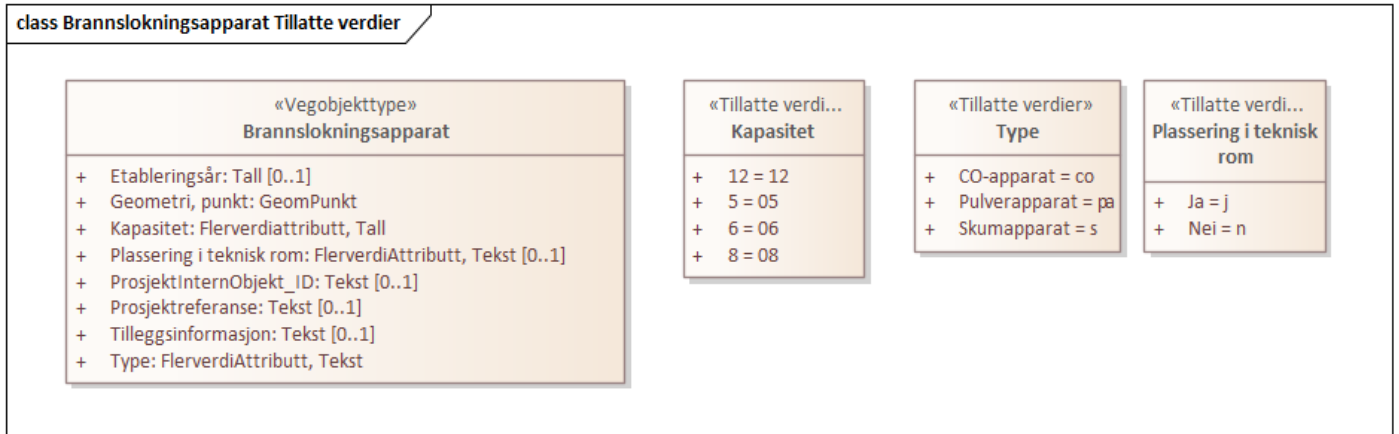 class Brannslokningsapparat Tillatte verdier
«Vegobjekttype»
Brannslokningsapparat
+ Etableringsår: Tall [0..1]
+ Geometri, punkt: GeomPunkt
+ Kapasitet: Flerverdiattributt, Tall
+ Plassering i teknisk rom: FlerverdiAttributt, Tekst [0..1]
+ ProsjektInternObjekt_ID: Tekst [0..1]
+ Prosjektreferanse: Tekst [0..1]
+ Tilleggsinformasjon: Tekst [0..1]
+ Type: FlerverdiAttributt, Tekst
«Tillatte verdi...
Kapasitet
+ 12 = 12
+ 5 = 05
+ 6 = 06
+ 8 = 08
«Tillatte verdier»
Type
+ CO-apparat = co
+ Pulverapparat = pa
+ Skumapparat = s
«Tillatte verdi...
Plassering i teknisk
rom
+ Ja = j
+ Nei = n